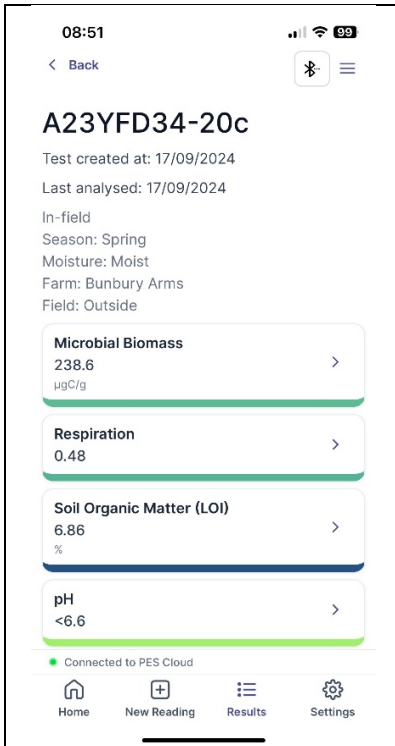 08:51
99
Back
A23YFD34-20c
Test created at: 17/09/2024
Last analysed: 17/09/2024
In-field
Season: Spring
Moisture: Moist
Farm: Bunbury Arms
Field: Outside
Microbial Biomass
238.6
µgC/g
Respiration
0.48
Soil Organic Matter (LOI)
6.86
%
pH
<6.6
Connected to PES Cloud
Home New Reading Results Settings